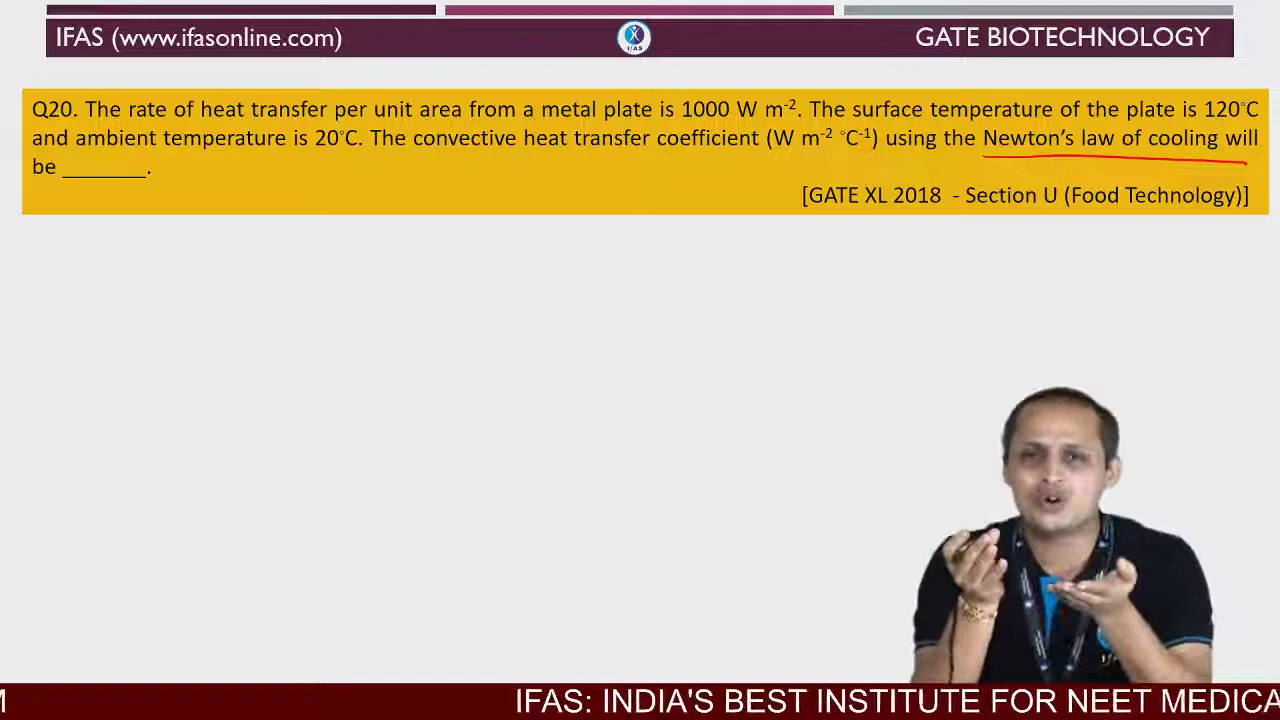 IFAS (www.ifasonline.com)
IFAS
GATE BIOTECHNOLOGY
Q20. The rate of heat transfer per unit area from a metal plate is 1000 W m⁻². The surface temperature of the plate is 120°C
and ambient temperature is 20°C. The convective heat transfer coefficient (W m⁻² °C⁻¹) using the Newton's law of cooling will
be _______.
[GATE XL 2018 - Section U (Food Technology)]
M
IFAS: INDIA'S BEST INSTITUTE FOR NEET MEDICA